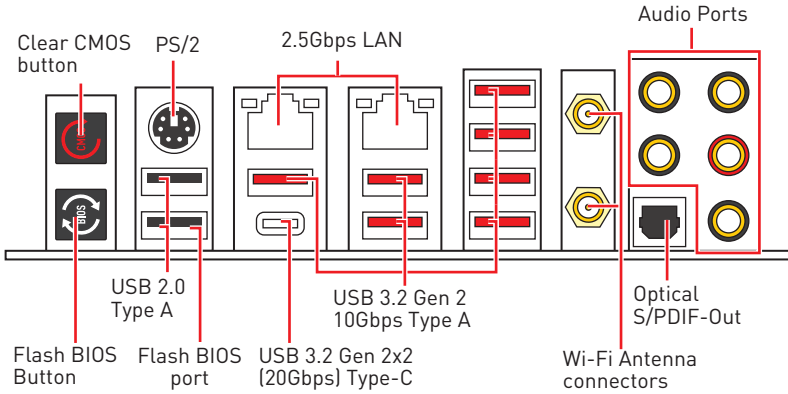 Audio Ports
Clear CMOS
button
PS/2
2.5Gbps LAN
CMOS
BIOS
USB 2.0
Type A
USB 3.2 Gen 2
10Gbps Type A
Optical
S/PDIF-Out
Flash BIOS
Button
Flash BIOS
port
USB 3.2 Gen 2x2
(20Gbps) Type-C
Wi-Fi Antenna
connectors